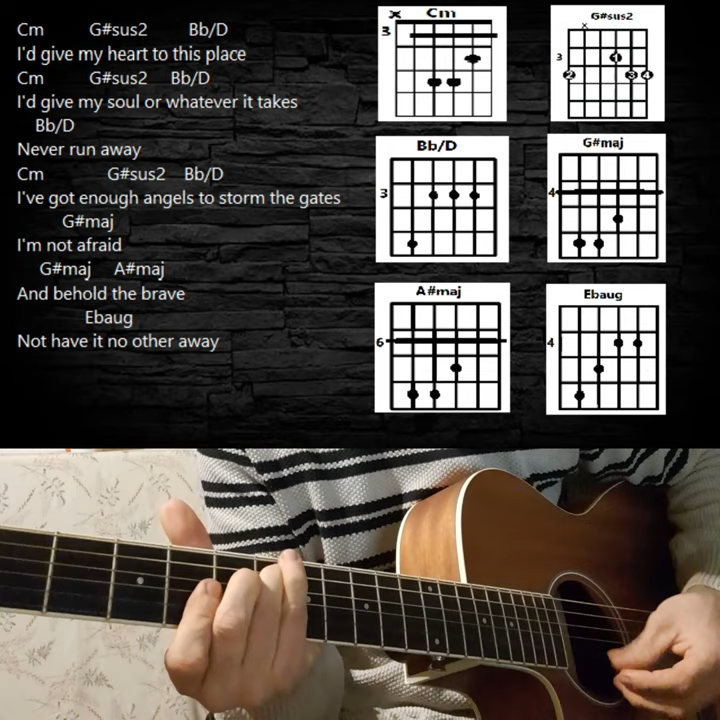 Cm G#sus2 Bb/D
I'd give my heart to this place
Cm G#sus2 Bb/D
I'd give my soul or whatever it takes
Bb/D
Never run away
Cm G#sus2 Bb/D
I've got enough angels to storm the gates
G#maj
I'm not afraid
G#maj A#maj
And behold the brave
Ebaug
Not have it no other away
x Cm
3
G#sus2
x
3
1
2 3 4
Bb/D
3
G#maj
4
A#maj
6
Ebaug
4